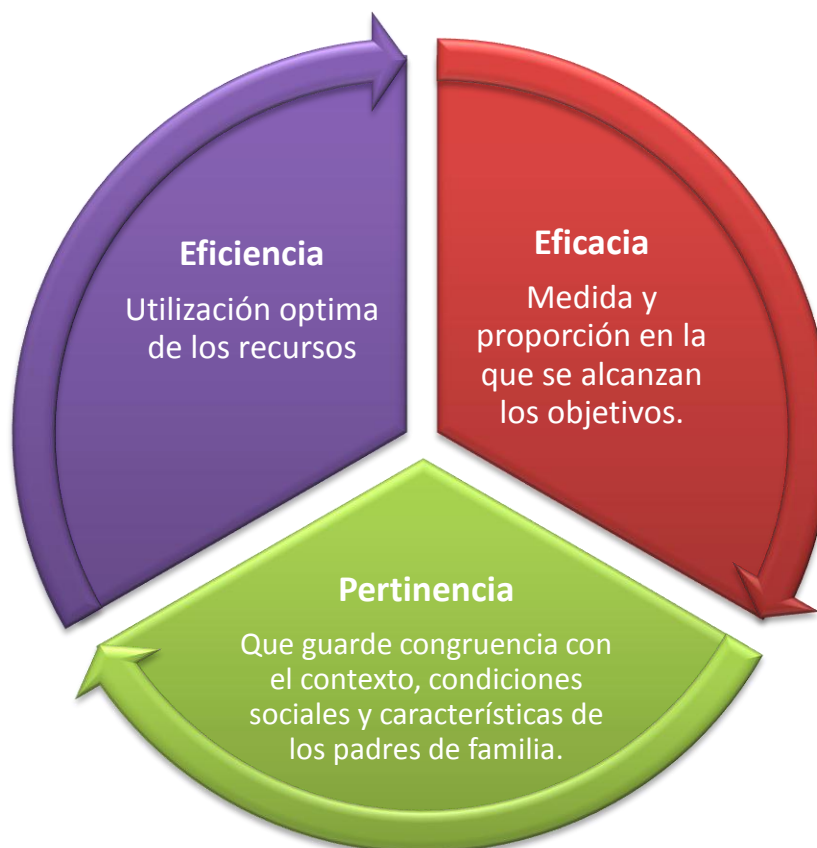 Eficiencia
Utilización optima
de los recursos
Eficacia
Medida y
proporción en la
que se alcanzan
los objetivos.
Pertinencia
Que guarde congruencia con
el contexto, condiciones
sociales y características de
los padres de familia.